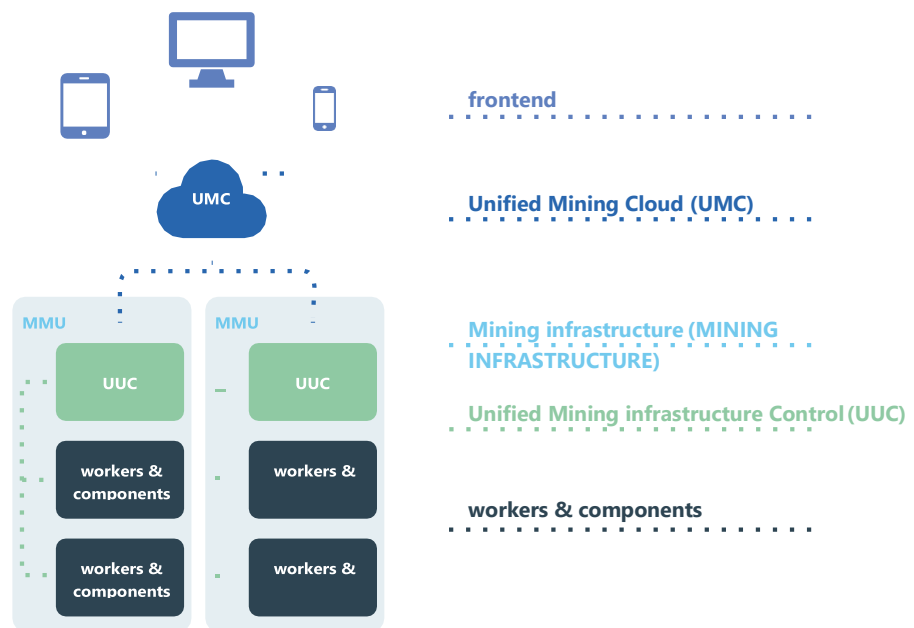 frontend
UMC
Unified Mining Cloud (UMC)
MMU
MMU
Mining infrastructure (MINING
INFRASTRUCTURE)
UUC
UUC
Unified Mining infrastructure Control (UUC)
workers &
components
workers &
workers & components
workers &
components
workers &